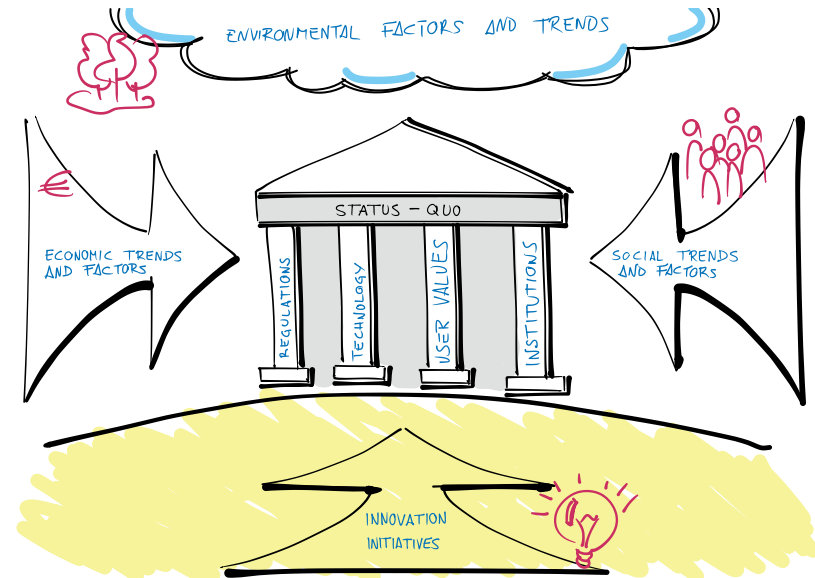 ENVIRONMENTAL FACTORS AND TRENDS
STATUS - QUO
ECONOMIC TRENDS
AND FACTORS
REGULATIONS
TECHNOLOGY
USER VALUES
INSTITUTIONS
SOCIAL TRENDS
AND FACTORS
INNOVATION
INITIATIVES